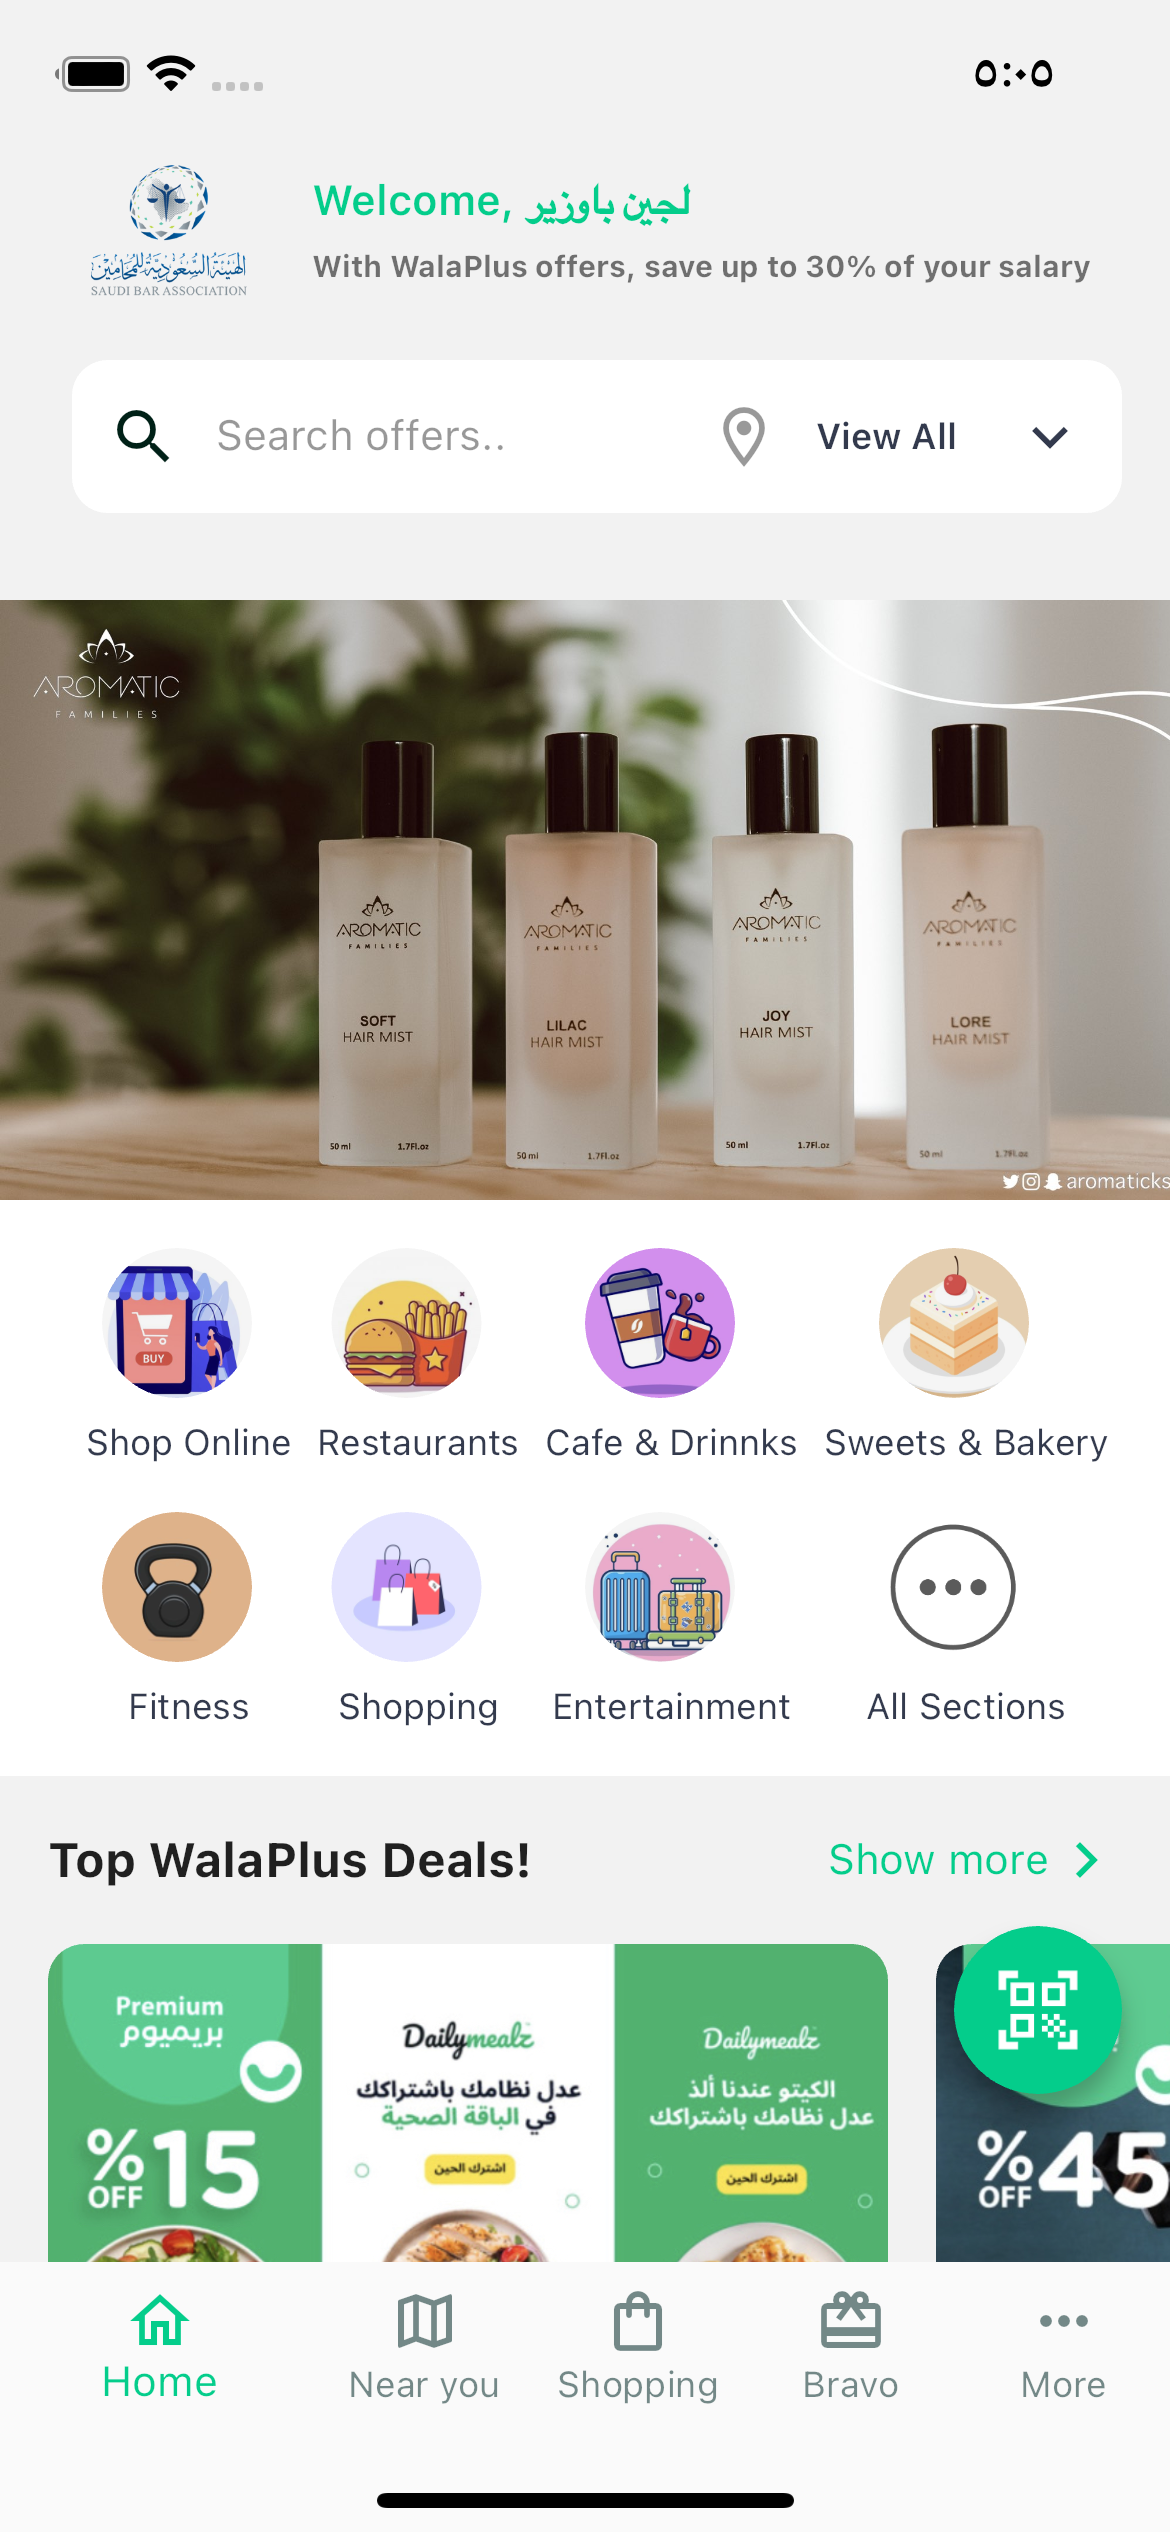 ٥:٠٥
الهيئة السعودية للمحامين
SAUDI BAR ASSOCIATION
Welcome, لجين باوزير
With WalaPlus offers, save up to 30% of your salary
Search offers..
View All
AROMATIC
FAMILIES
AROMATIC
FAMILIES
SOFT
HAIR MIST
50 ml 1.7Fl.oz
AROMATIC
FAMILIES
LILAC
HAIR MIST
50 ml 1.7Fl.oz
AROMATIC
FAMILIES
JOY
HAIR MIST
50 ml 1.7Fl.oz
AROMATIC
FAMILIES
LORE
HAIR MIST
50 ml 1.7Fl.oz
aromaticks
BUY
Shop Online
Restaurants
Cafe & Drinnks
Sweets & Bakery
Fitness
Shopping
Entertainment
All Sections
Top WalaPlus Deals!
Show more
Premium
بريميوم
%15
OFF
Dailymealz
عدل نظامك باشتراكك
في الباقة الصحية
اشترك الحين
Dailymealz
الكيتو عندنا ألذ
عدل نظامك باشتراكك
اشترك الحين
%45
OFF
Home
Near you
Shopping
Bravo
More